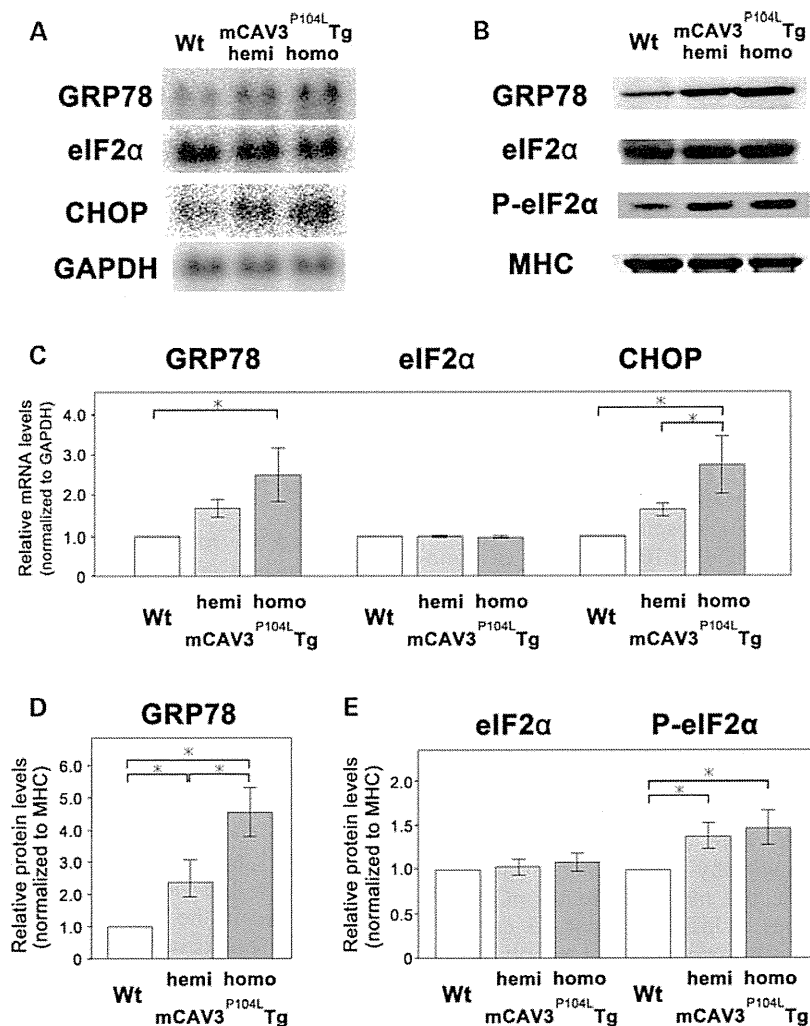 A
Wt mCAV3P104LTg
hemi homo
GRP78
eIF2α
CHOP
GAPDH
B
Wt mCAV3P104LTg
hemi homo
GRP78
eIF2α
P-eIF2α
MHC
C
GRP78 eIF2α CHOP
Relative mRNA levels
(normalized to GAPDH)
4.0
3.0
2.0
1.0
0
* * *
Wt hemi homo Wt hemi homo Wt hemi homo
mCAV3P104LTg mCAV3P104LTg mCAV3P104LTg
D
GRP78
Relative protein levels
(normalized to MHC)
6.0
5.0
4.0
3.0
2.0
1.0
0
*
* *
Wt hemi homo
mCAV3P104LTg
E
eIF2α P-eIF2α
Relative protein levels
(normalized to MHC)
2.0
1.5
1.0
0.5
0
*
*
Wt hemi homo Wt hemi homo
mCAV3P104LTg mCAV3P104LTg